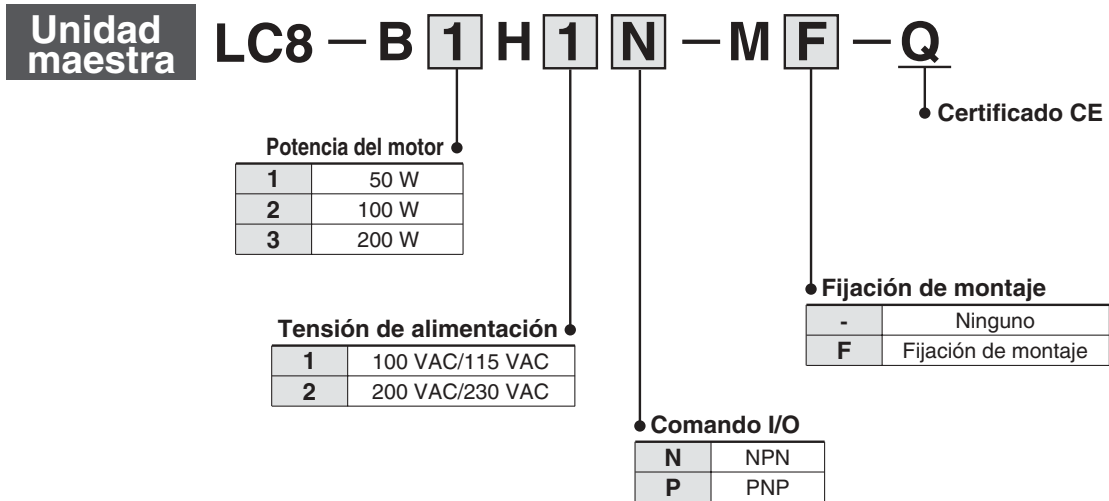 Unidad
maestra
LC8 – B 1 H 1 N – M F – Q
Certificado CE
Potencia del motor
1 50 W
2 100 W
3 200 W
Fijación de montaje
- Ninguno
F Fijación de montaje
Tensión de alimentación
1 100 VAC/115 VAC
2 200 VAC/230 VAC
Comando I/O
N NPN
P PNP